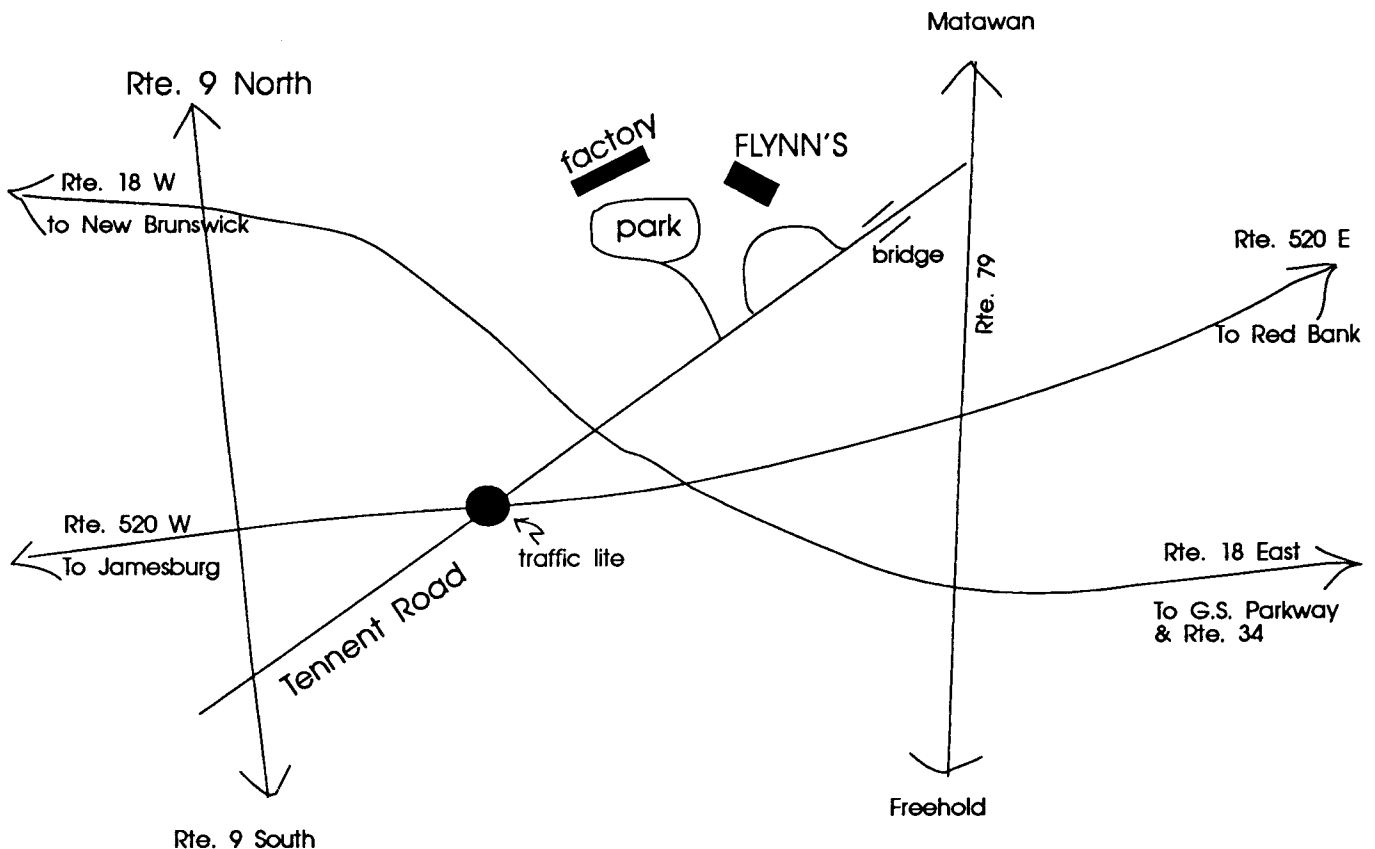 Matawan
Rte. 9 North
factory
FLYNN'S
Rte. 18 W
to New Brunswick
park
bridge
Rte. 79
Rte. 520 E
To Red Bank
Rte. 520 W
To Jamesburg
traffic lite
Tennent Road
Rte. 18 East
To G.S. Parkway
& Rte. 34
Freehold
Rte. 9 South